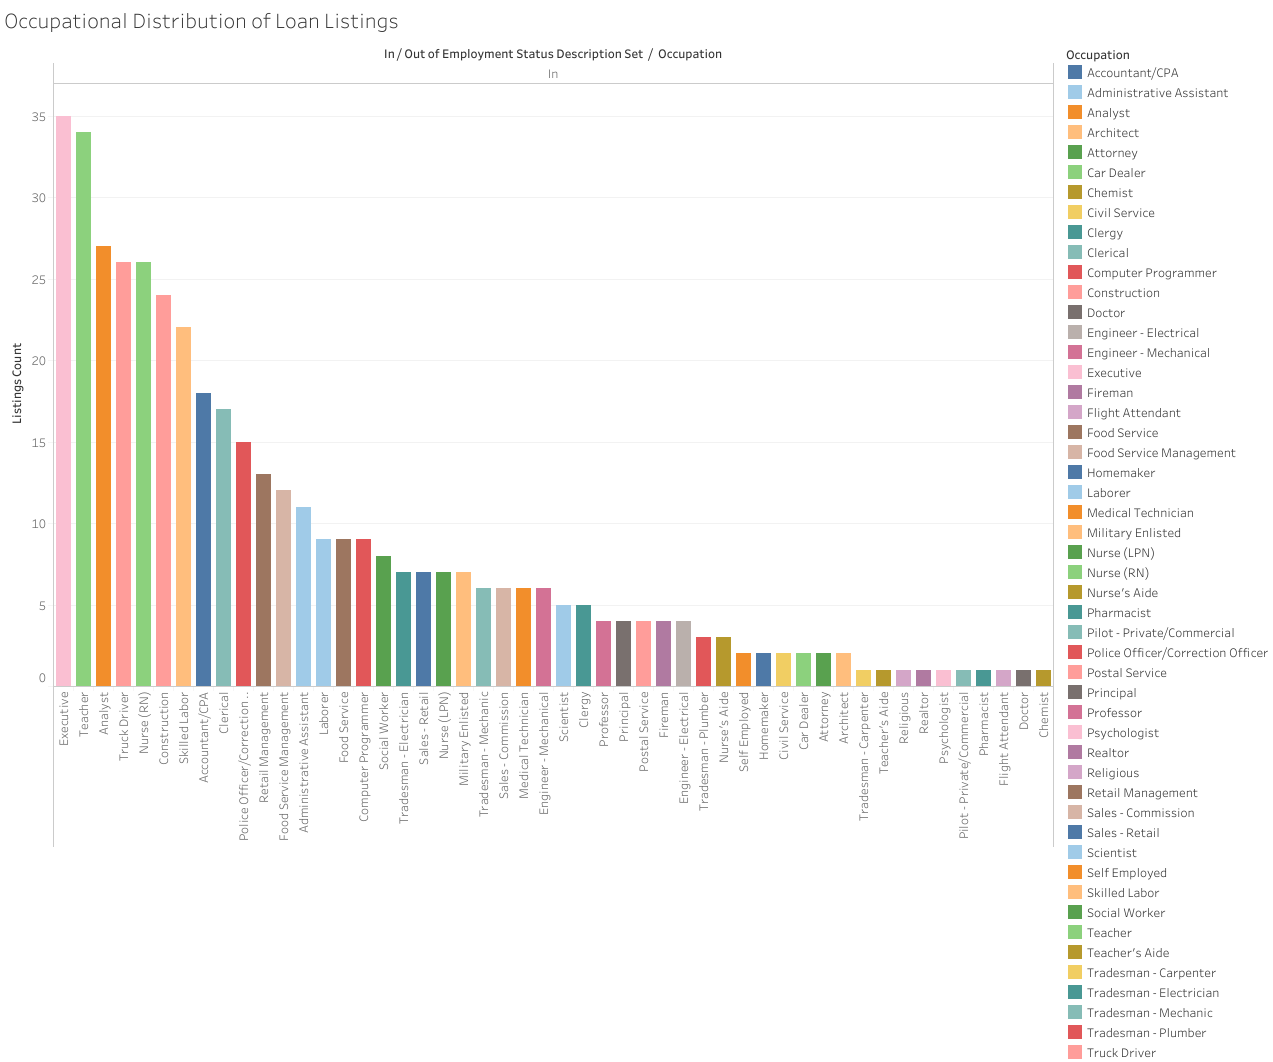 Occupational Distribution of Loan Listings
In / Out of Employment Status Description Set / Occupation
In
Listings Count
35
30
25
20
15
10
5
0
Executive
Teacher
Analyst
Truck Driver
Nurse (RN)
Construction
Skilled Labor
Accountant/CPA
Clerical
Police Officer/Correction..
Retail Management
Food Service Management
Administrative Assistant
Laborer
Food Service
Computer Programmer
Social Worker
Tradesman - Electrician
Sales - Retail
Nurse (LPN)
Military Enlisted
Tradesman - Mechanic
Sales - Commission
Medical Technician
Engineer - Mechanical
Scientist
Clergy
Professor
Principal
Postal Service
Fireman
Engineer - Electrical
Tradesman - Plumber
Nurse's Aide
Self Employed
Homemaker
Civil Service
Car Dealer
Attorney
Architect
Tradesman - Carpenter
Teacher's Aide
Religious
Realtor
Psychologist
Pilot - Private/Commercial
Pharmacist
Flight Attendant
Doctor
Chemist
Occupation
Accountant/CPA
Administrative Assistant
Analyst
Architect
Attorney
Car Dealer
Chemist
Civil Service
Clergy
Clerical
Computer Programmer
Construction
Doctor
Engineer - Electrical
Engineer - Mechanical
Executive
Fireman
Flight Attendant
Food Service
Food Service Management
Homemaker
Laborer
Medical Technician
Military Enlisted
Nurse (LPN)
Nurse (RN)
Nurse's Aide
Pharmacist
Pilot - Private/Commercial
Police Officer/Correction Officer
Postal Service
Principal
Professor
Psychologist
Realtor
Religious
Retail Management
Sales - Commission
Sales - Retail
Scientist
Self Employed
Skilled Labor
Social Worker
Teacher
Teacher's Aide
Tradesman - Carpenter
Tradesman - Electrician
Tradesman - Mechanic
Tradesman - Plumber
Truck Driver